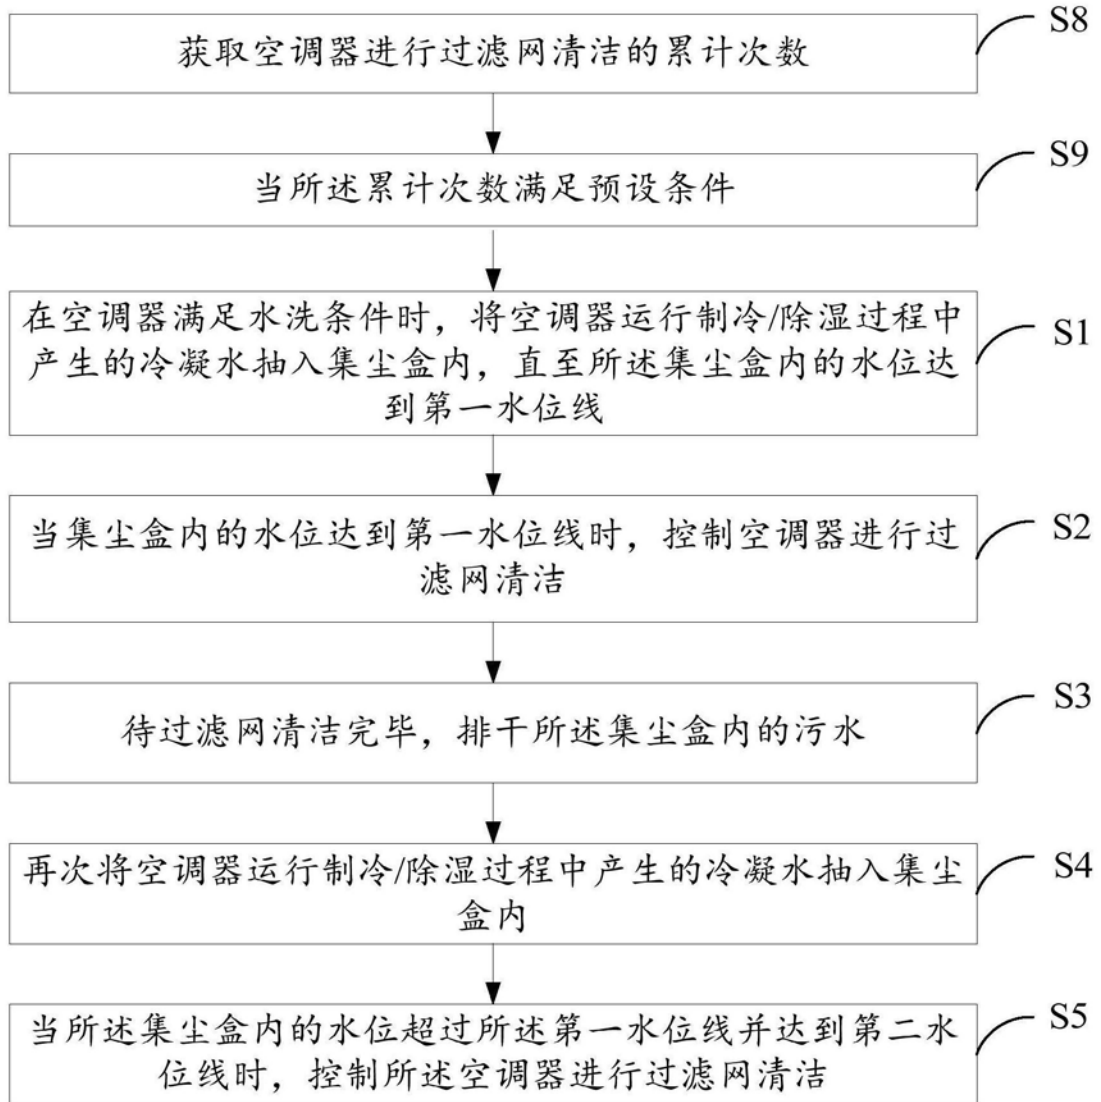 获取空调器进行过滤网清洁的累计次数
S8
当所述累计次数满足预设条件
S9
在空调器满足水洗条件时，将空调器运行制冷/除湿过程中
产生的冷凝水抽入集尘盒内，直至所述集尘盒内的水位达
到第一水位线
S1
当集尘盒内的水位达到第一水位线时，控制空调器进行过
滤网清洁
S2
待过滤网清洁完毕，排干所述集尘盒内的污水
S3
再次将空调器运行制冷/除湿过程中产生的冷凝水抽入集尘
盒内
S4
当所述集尘盒内的水位超过所述第一水位线并达到第二水
位线时，控制所述空调器进行过滤网清洁
S5